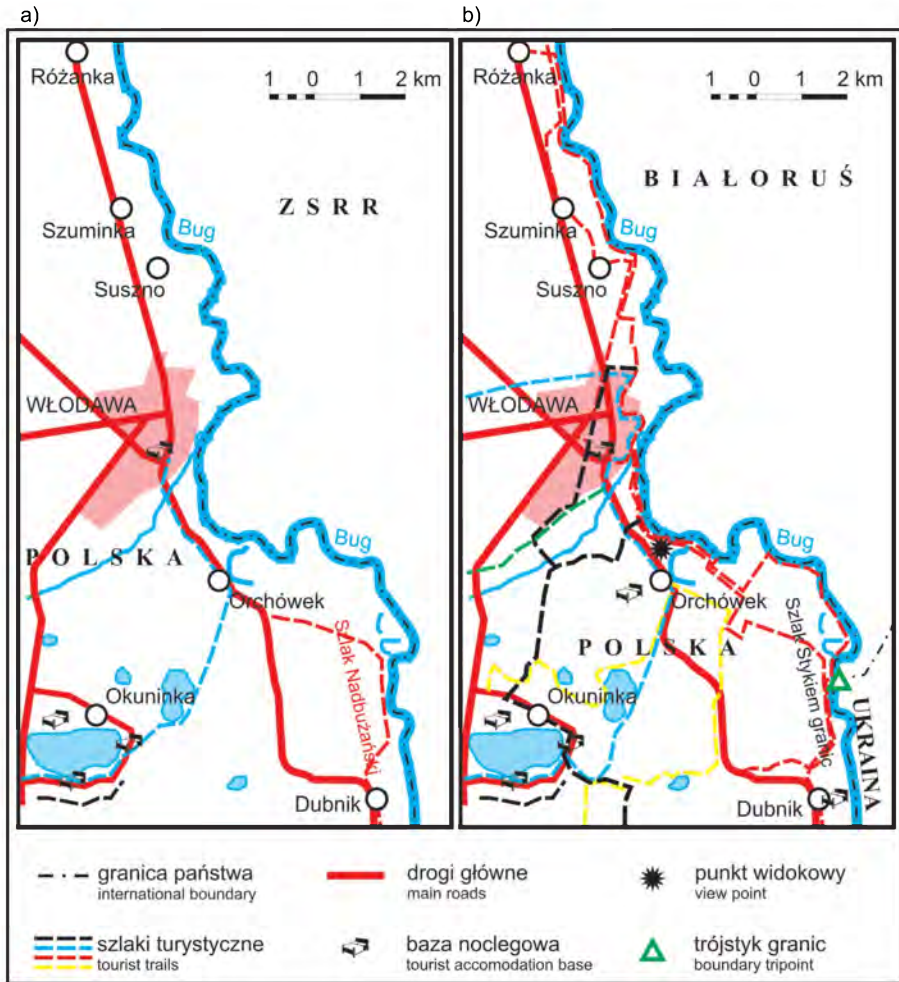 a)
Różanka
1 0 1 2 km
ZSRR
Bug
Szuminka
Suszno
WŁODAWA
POLSKA
Bug
Orchówek
Szlak Nadbużański
Okuninka
Dubnik
b)
Różanka
1 0 1 2 km
BIAŁORUŚ
Bug
Szuminka
Suszno
WŁODAWA
Bug
Orchówek
POLSKA
Szlak Stykiem granic
Okuninka
UKRAINA
Dubnik
granica państwa
international boundary
drogi główne
main roads
punkt widokowy
view point
szlaki turystyczne
tourist trails
baza noclegowa
tourist accomodation base
trójstyk granic
boundary tripoint